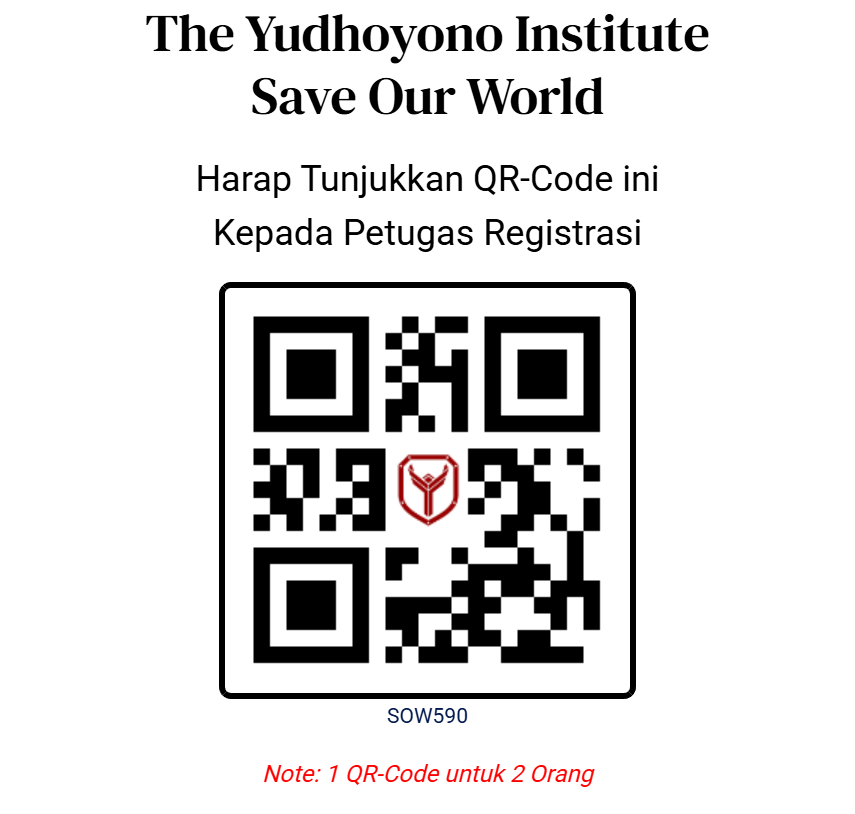 The Yudhoyono Institute
Save Our World
Harap Tunjukkan QR-Code ini
Kepada Petugas Registrasi
SOW590
Note: 1 QR-Code untuk 2 Orang